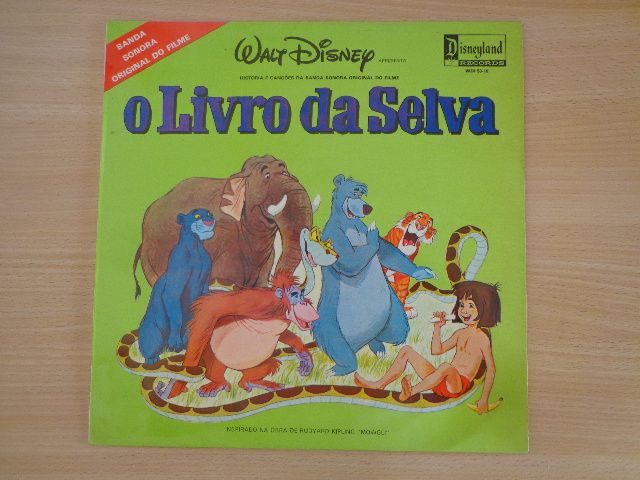 BANDA
SONORA
ORIGINAL DO FILME
WALT DISNEY APRESENTA
Disneyland
RECORDS
HISTÓRIA E CANÇÕES DA BANDA SONORA ORIGINAL DO FILME
O Livro da Selva
INSPIRADO NA OBRA DE RUDYARD KIPLING "MOWGLI"